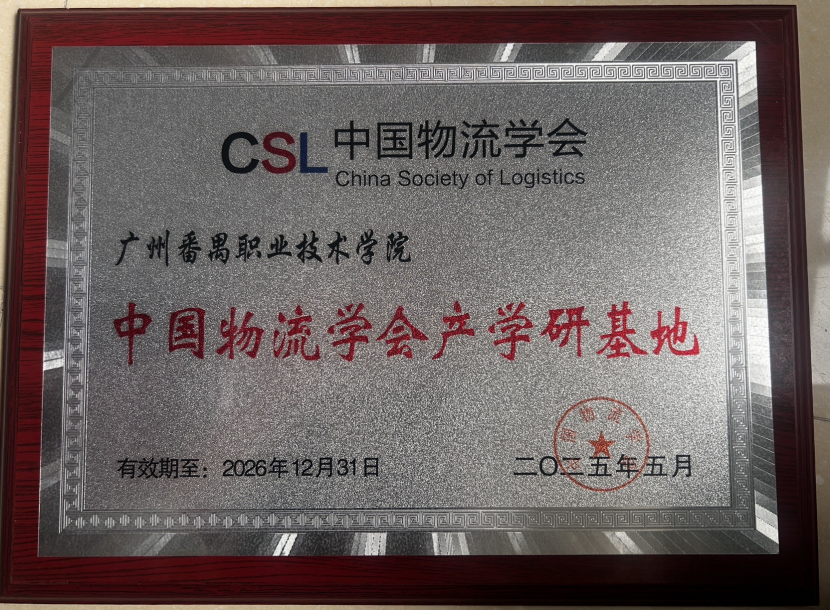 CSL 中国物流学会
China Society of Logistics
广州番禺职业技术学院
中国物流学会产学研基地
有效期至：2026年12月31日
二〇二五年五月